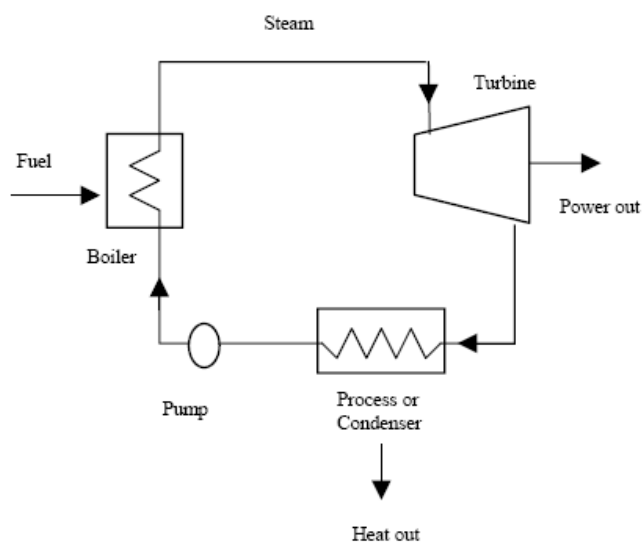 Steam
Turbine
Fuel
Power out
Boiler
Process or
Condenser
Pump
Heat out